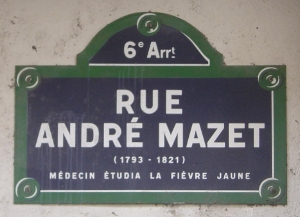 6e Arrt
RUE
ANDRÉ MAZET
(1793 - 1821)
MÉDECIN ÉTUDIA LA FIÈVRE JAUNE